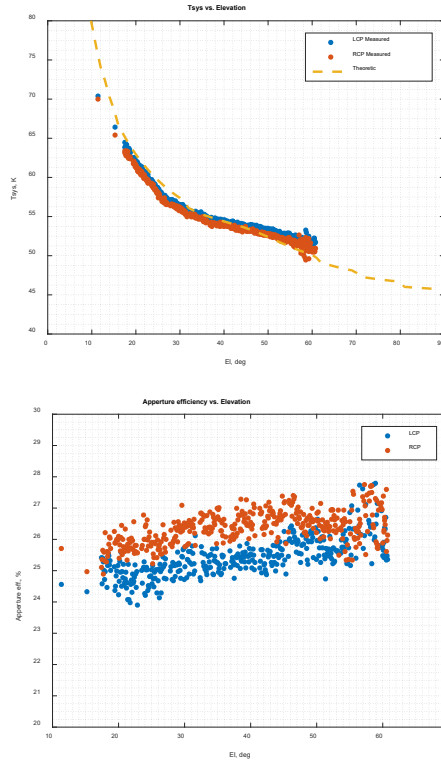 Tsys vs. Elevation
80
75
70
65
60
55
50
45
40
Tsys, K
LCP Measured
RCP Measured
Theoretic
0 10 20 30 40 50 60 70 80 90
El, deg
Apperture efficiency vs. Elevation
30
29
28
27
26
25
24
23
22
21
20
Apperture eff., %
LCP
RCP
10 20 30 40 50 60
El, deg